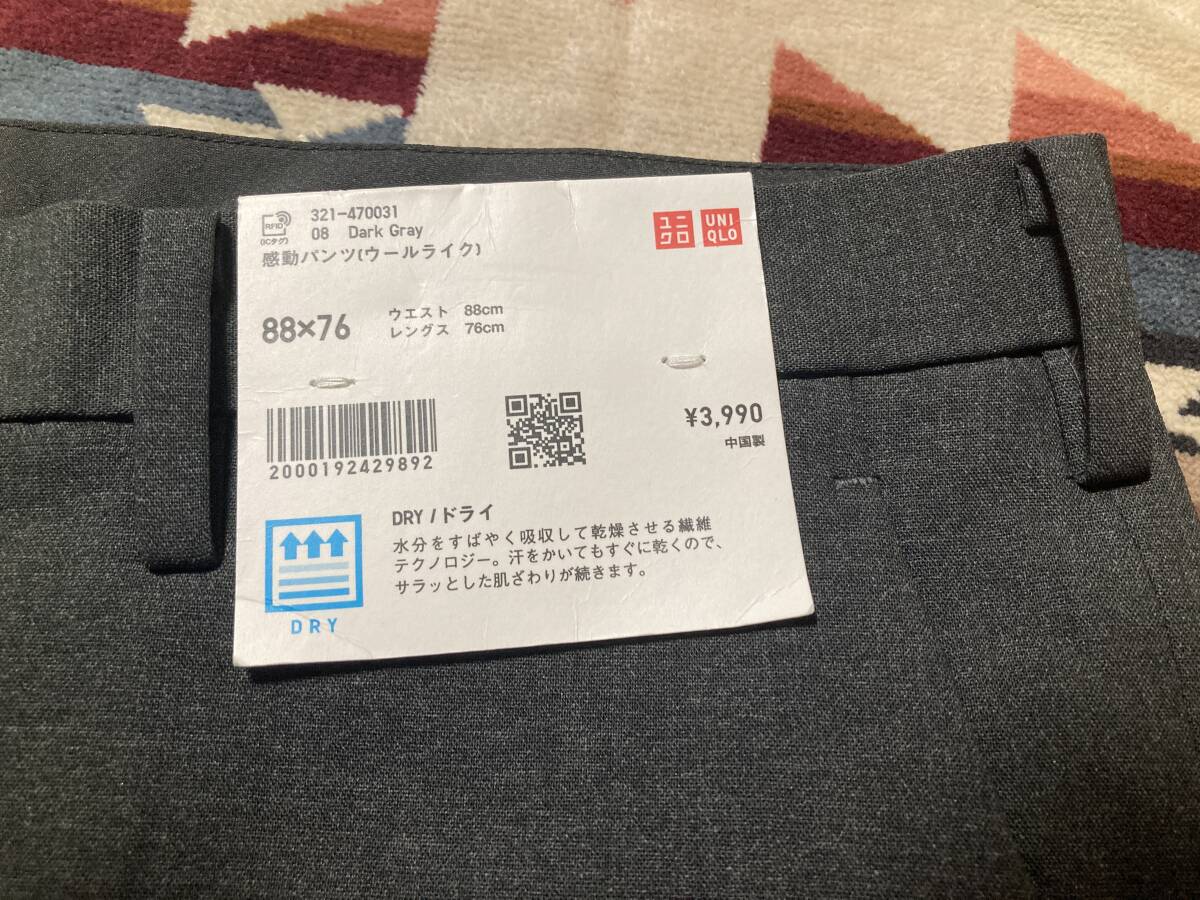 RFID
(ICタグ)
321-470031
08 Dark Gray
感動パンツ(ウールライク)
ユニ
クロ
UNI
QLO
88×76
ウエスト 88cm
レングス 76cm
2000192429892
¥3,990
中国製
DRY
DRY / ドライ
水分をすばやく吸収して乾燥させる繊維
テクノロジー。汗をかいてもすぐに乾くので、
サラッとした肌ざわりが続きます。